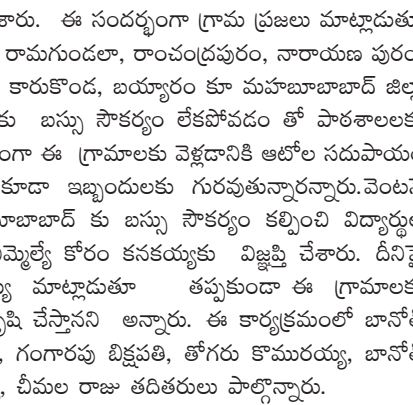 శారు. ఈ సందర్భంగా గ్రామ ప్రజలు మాట్లాడుతు
రామగుండలా, రాంచంద్రపురం, నారాయణ పురం
కారుకొండ, బయ్యారం కూ మహబూబాబాద్ జిల్ల
కు బస్సు సౌకర్యం లేకపోవడం తో పాఠశాలలక
ంగా ఈ గ్రామాలకు వెళ్లడానికి ఆటోల సదుపాయం
కూడా ఇబ్బందులకు గురవుతున్నారన్నారు.వెంటనే
బాబాద్ కు బస్సు సౌకర్యం కల్పించి విద్యార్థుల
మ్మెల్యే కోరం కనకయ్యకు విజ్ఞప్తి చేశారు. దీనిపై
మాట్లాడుతూ తప్పకుండా ఈ గ్రామాలక
షి చేస్తానని అన్నారు. ఈ కార్యక్రమంలో బానోత్
, గంగారపు బిక్షపతి, తోగరు కొమురయ్య, బానోత్
, చీమల రాజు తదితరులు పాల్గొన్నారు.